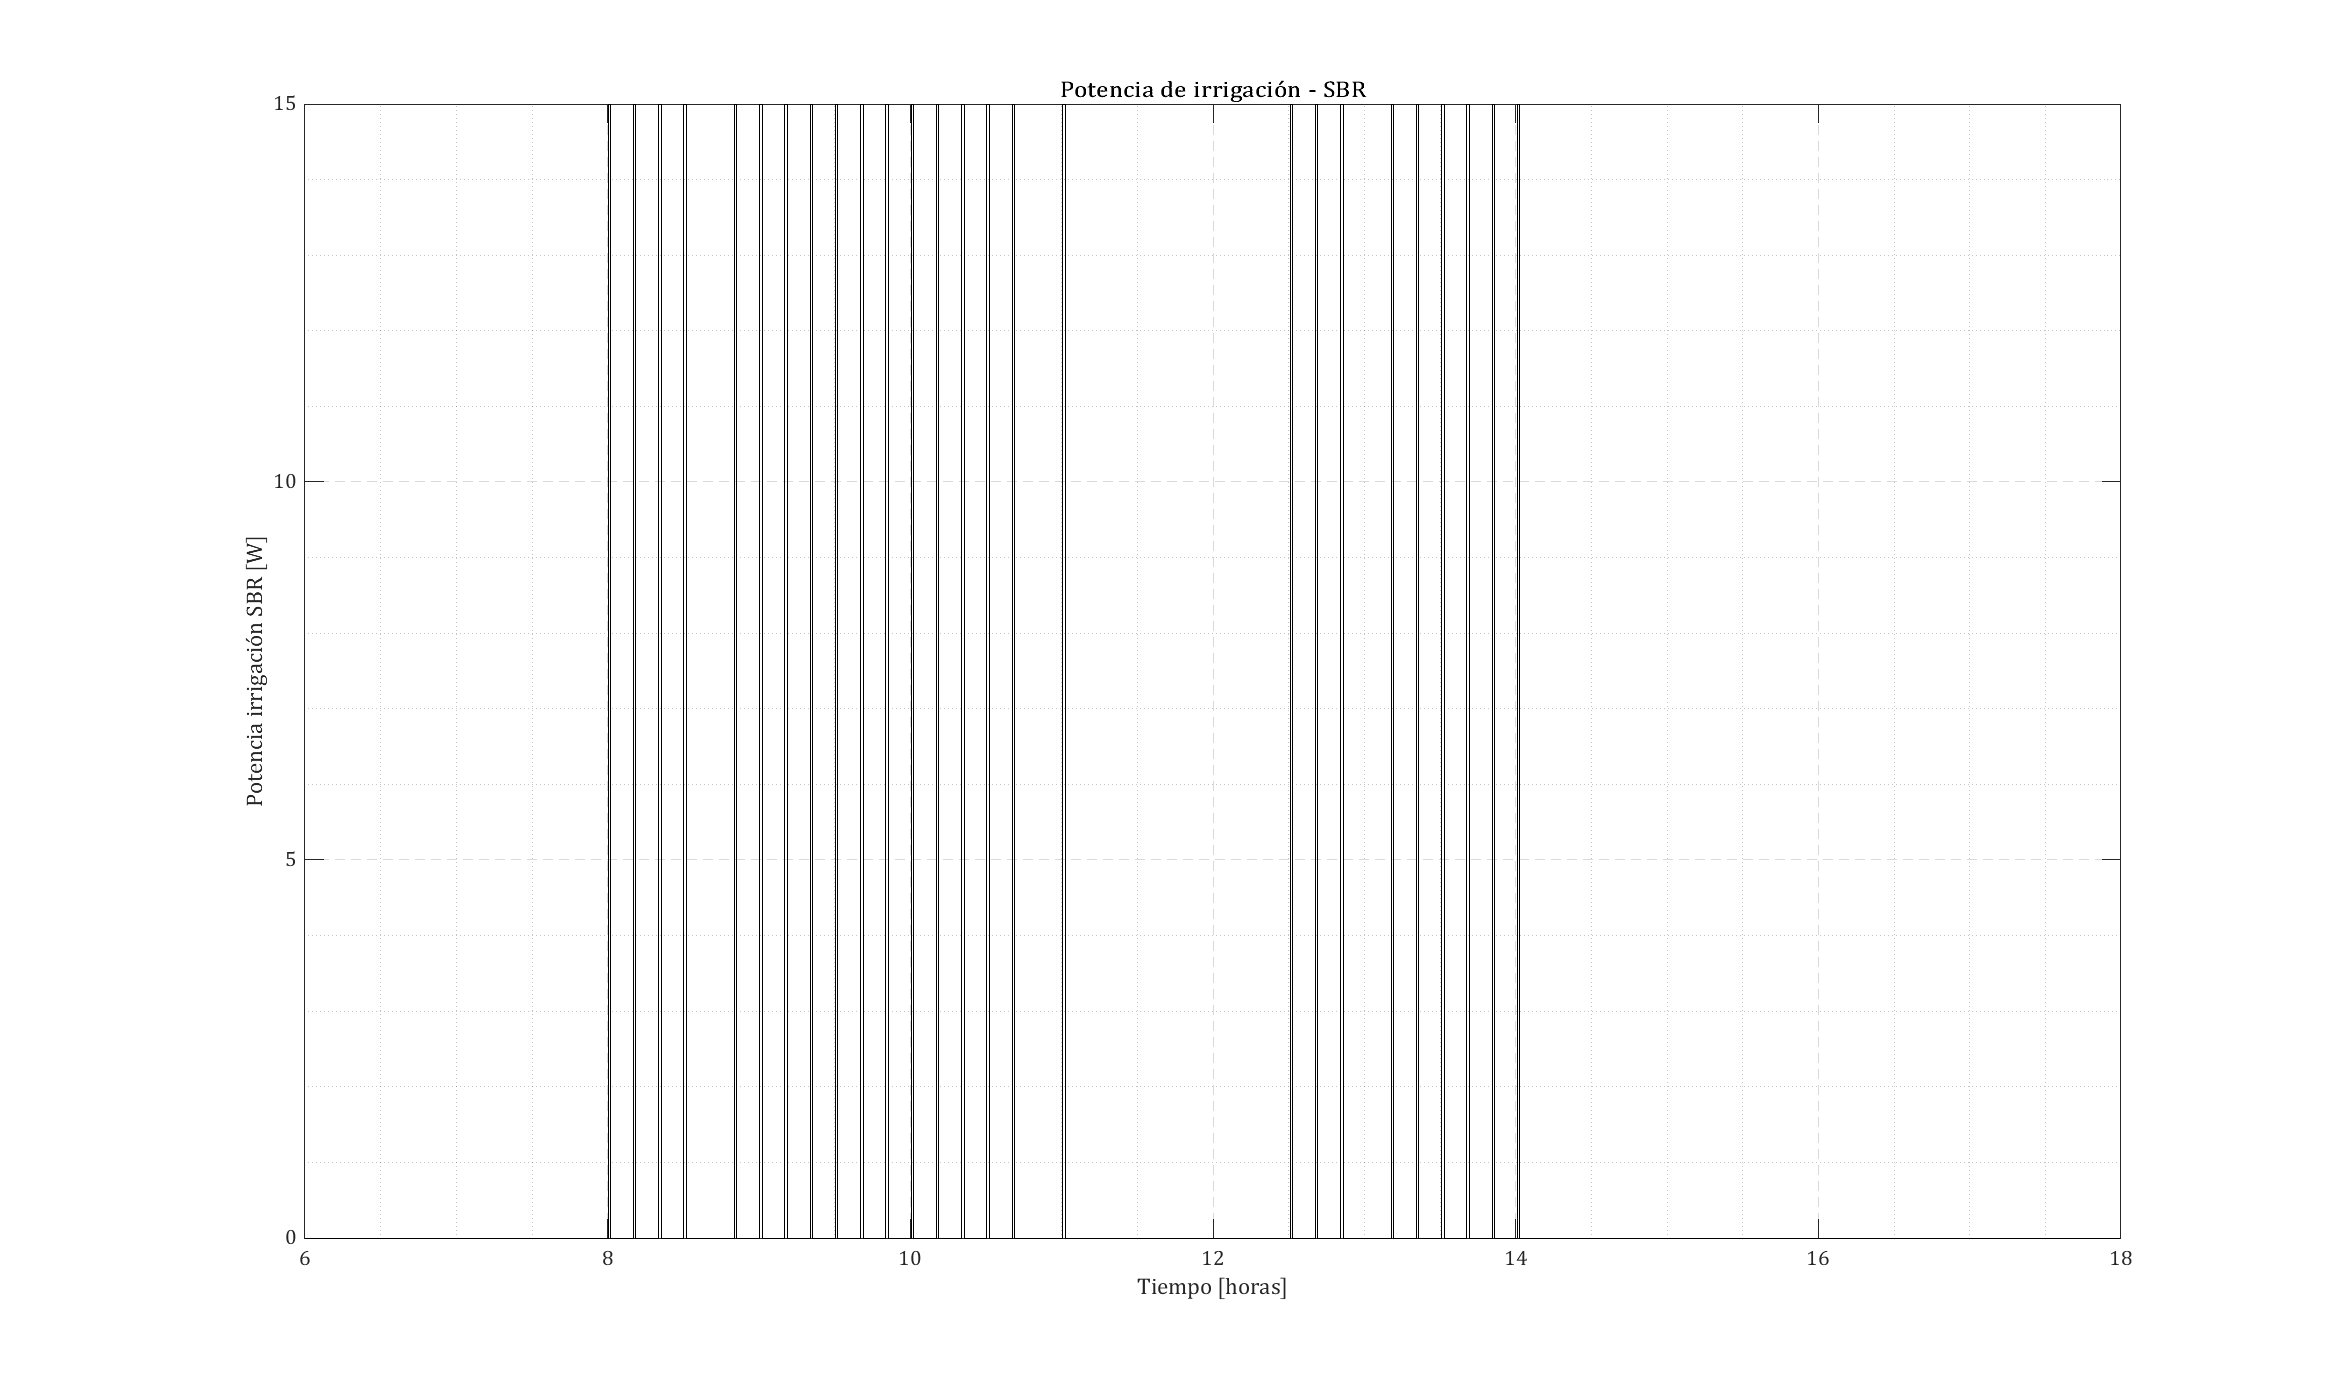 Potencia de irrigación - SBR
15
10
5
0
Potencia irrigación SBR [W]
6 8 10 12 14 16 18
Tiempo [horas]